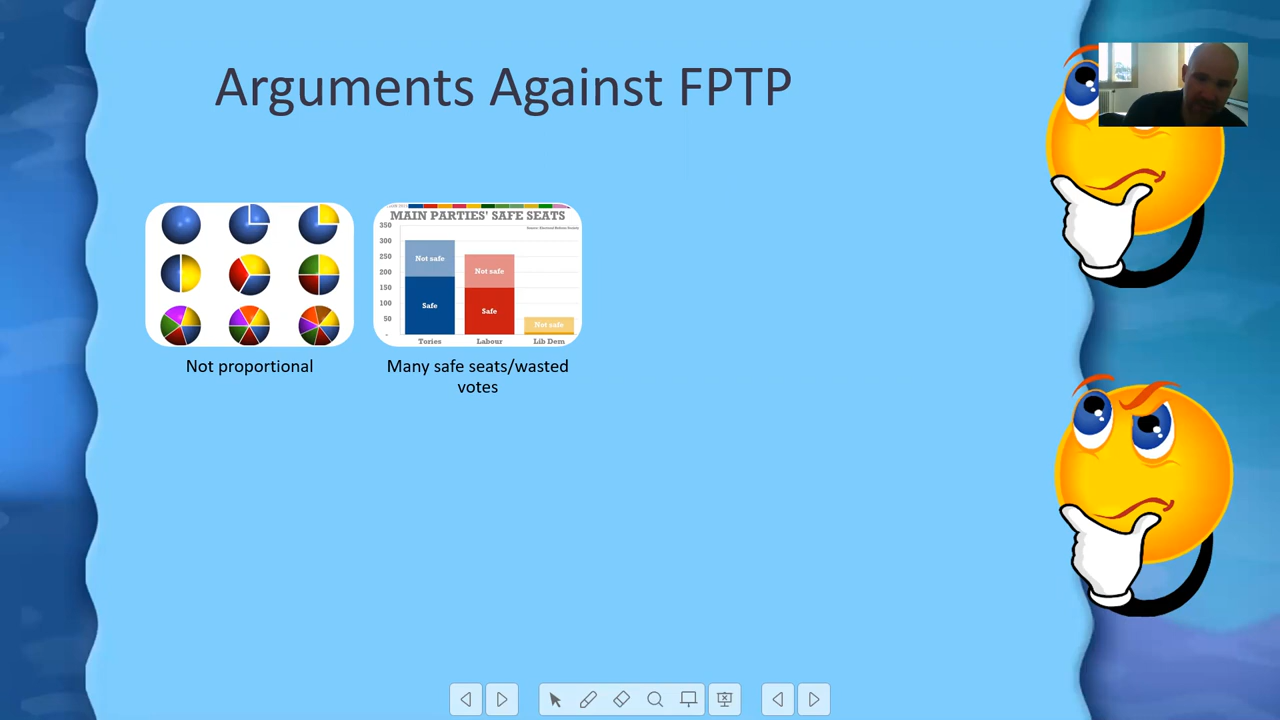 Arguments Against FPTP
MAIN PARTIES' SAFE SEATS
350
300
250
200
150
100
50
Not safe
Safe
Not safe
Safe
Not safe
Tories
Labour
Lib Dem
Not proportional
Many safe seats/wasted
votes